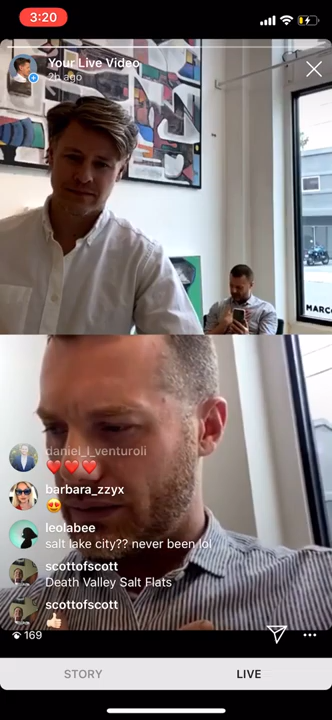 3:20
Your Live Video
2h ago
MARC
daniel_l_venturoli
❤️❤️❤️
barbara_zzyx
😍
leolabee
salt lake city?? never been lol
scottofscott
Death Valley Salt Flats
scottofscott
👍🏻
169
STORY
LIVE